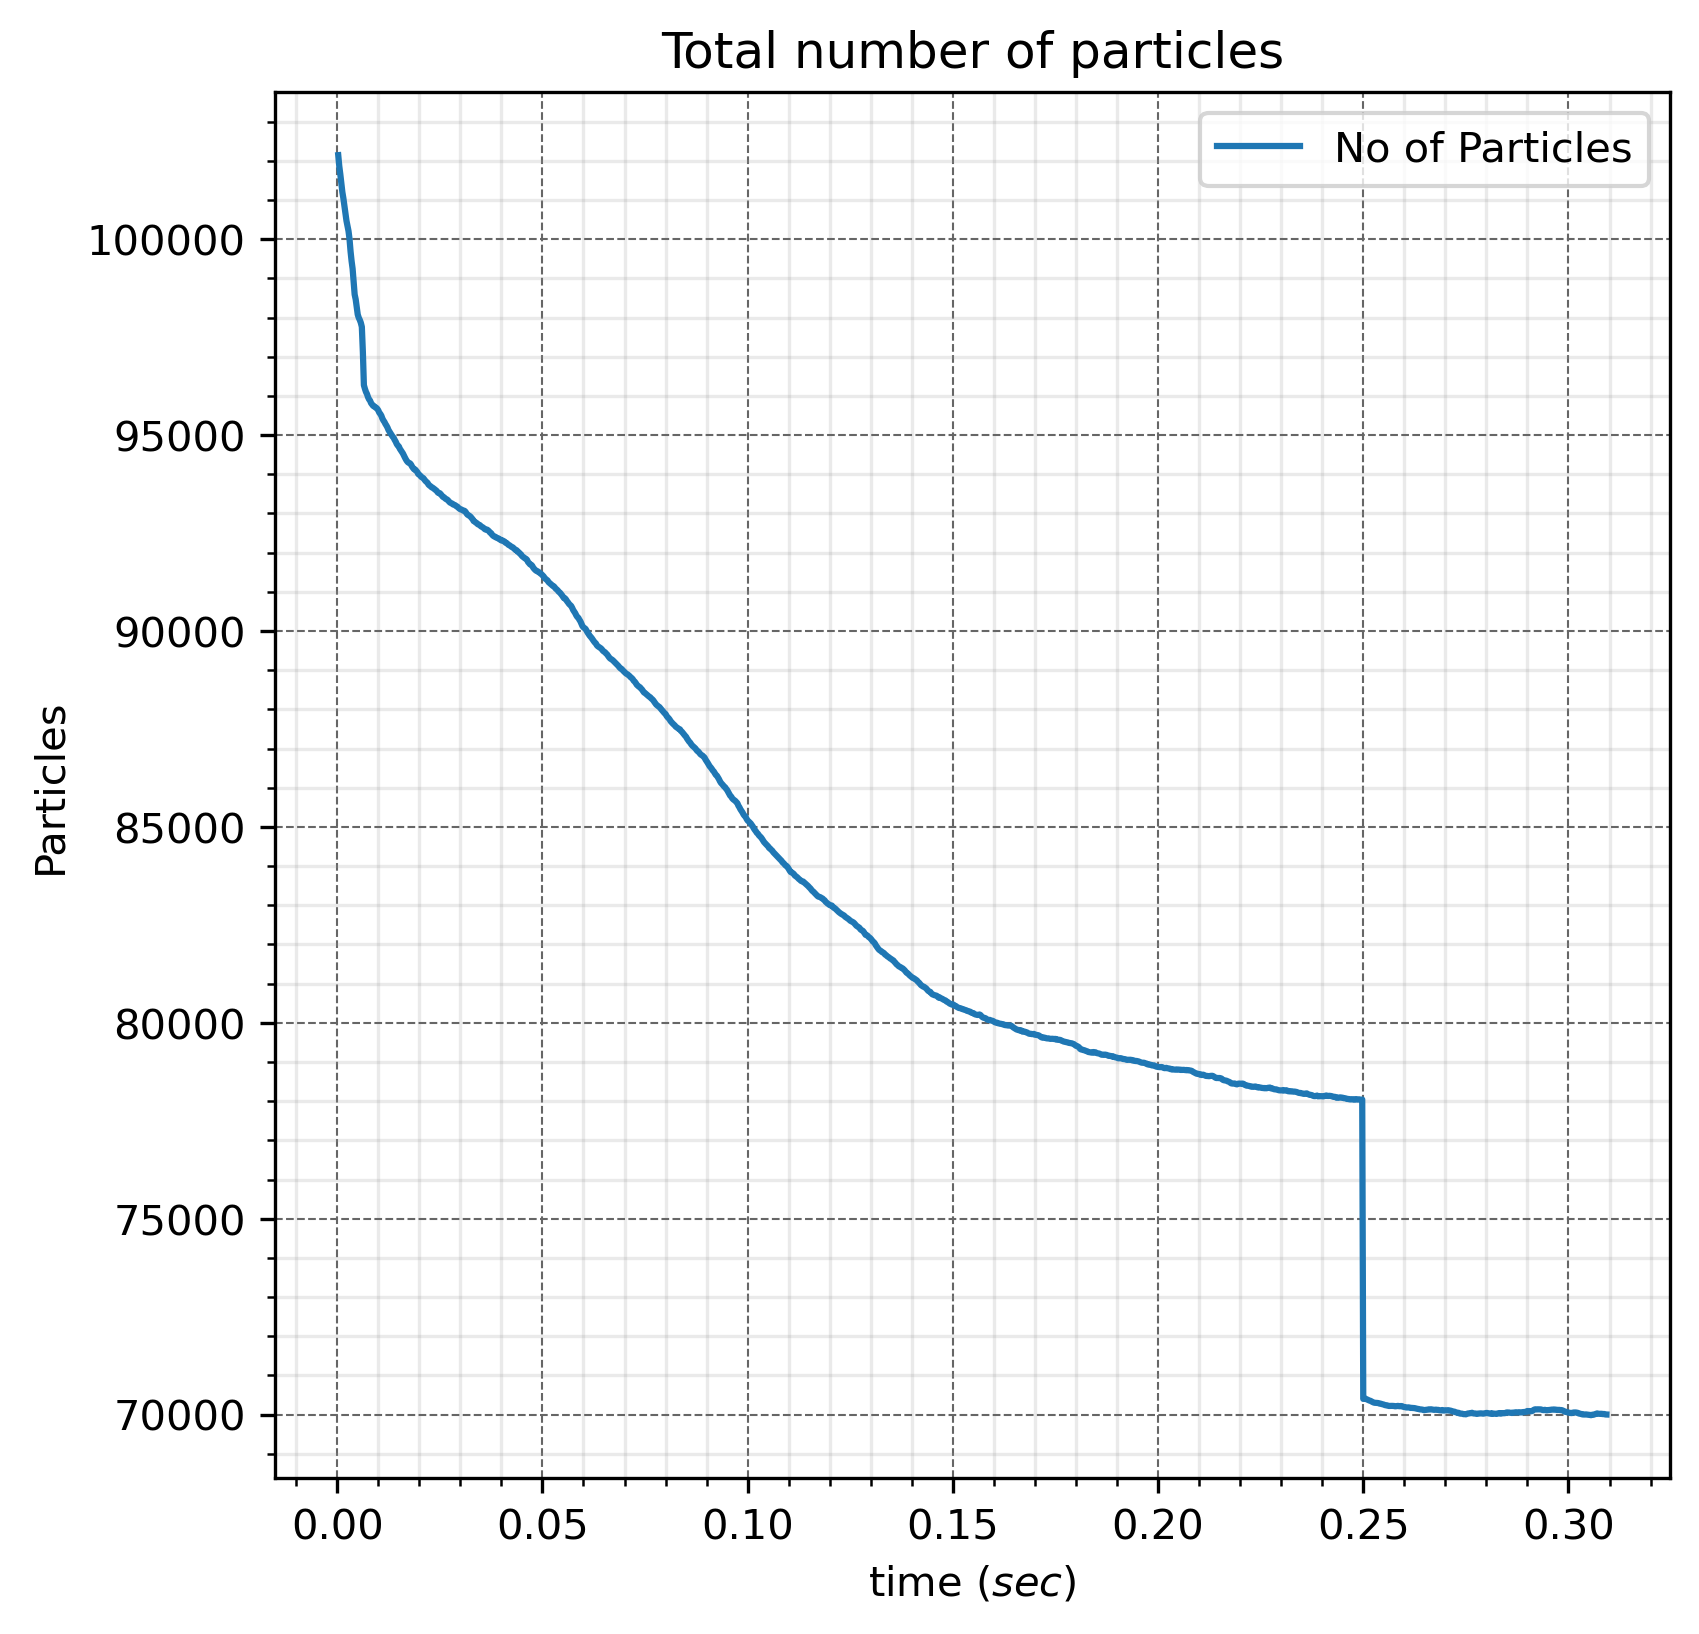 Total number of particles
No of Particles
100000
95000
90000
85000
80000
75000
70000
Particles
0.00 0.05 0.10 0.15 0.20 0.25 0.30
time (sec)